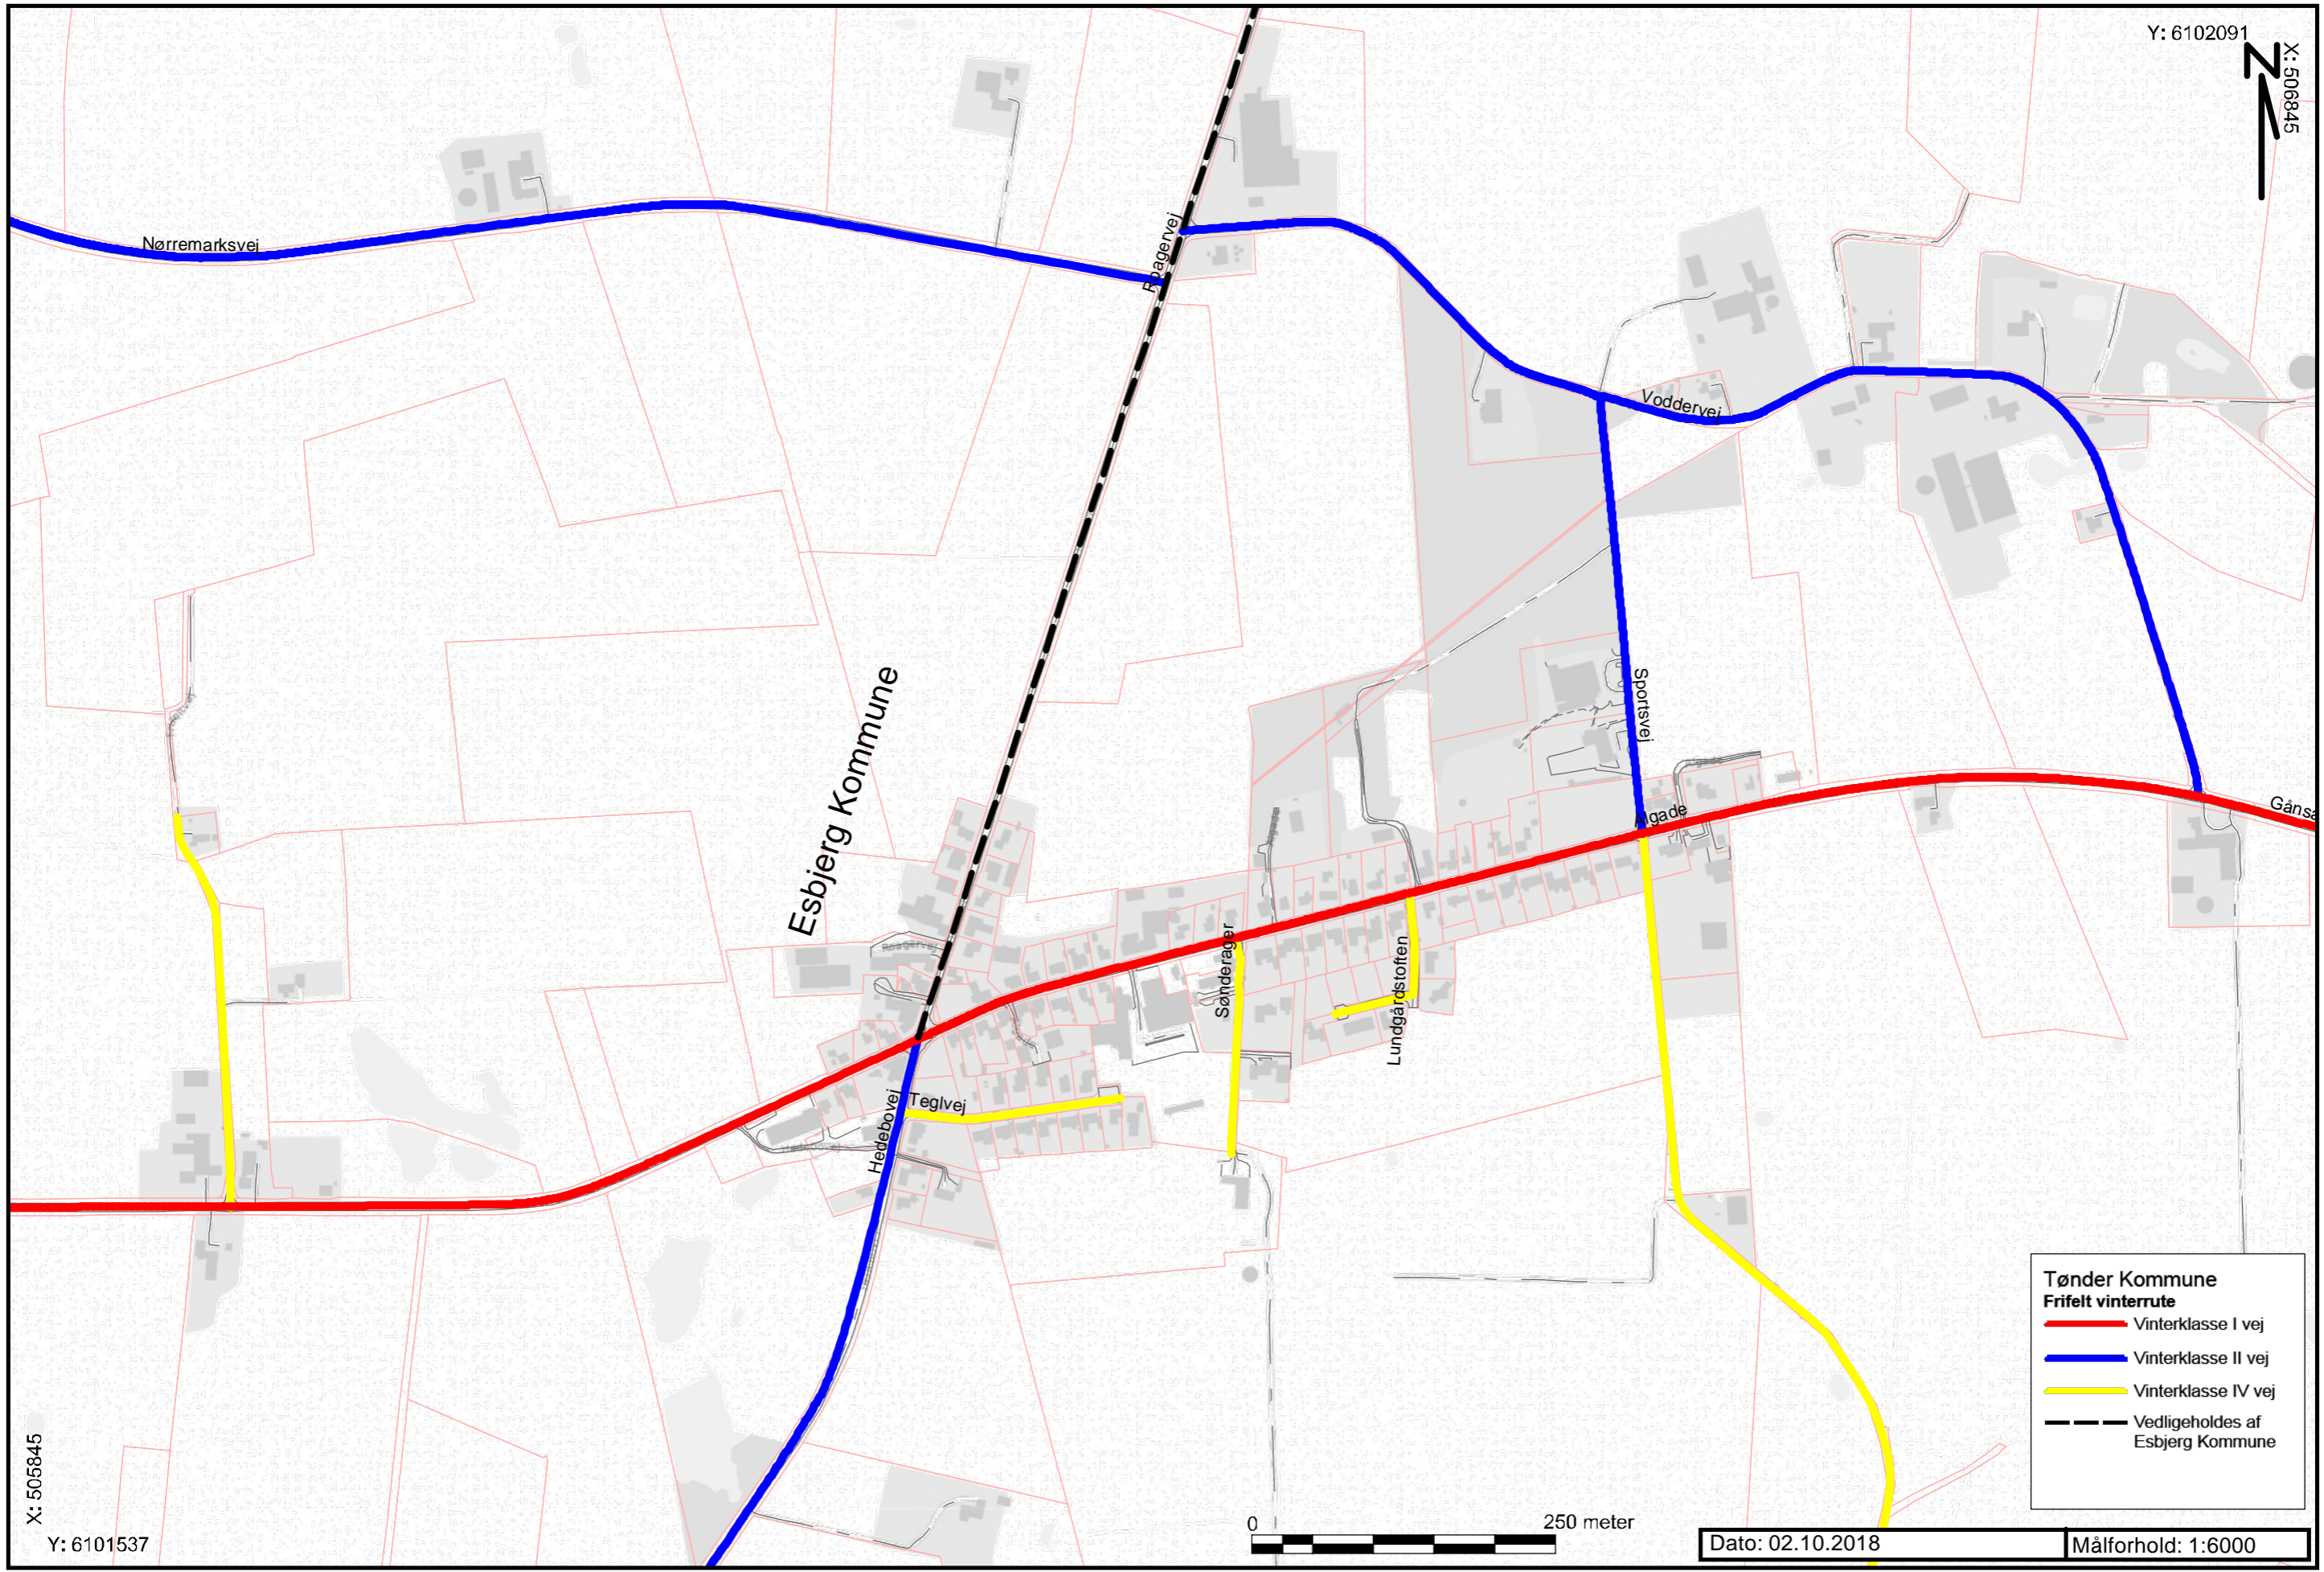 Y: 6102091
X: 506845
N
Nørremarksvej
Roagervej
Voddervej
Sportsvej
Esbjerg Kommune
Algade
Gånsa
Roagervej
Sønderager
Lundgårdstoften
Teglvej
Hedebovej
Tønder Kommune
Frifelt vinterrute
Vinterklasse I vej
Vinterklasse II vej
Vinterklasse IV vej
Vedligeholdes af
Esbjerg Kommune
X: 505845
Y: 6101537
0 250 meter
Dato: 02.10.2018
Målforhold: 1:6000